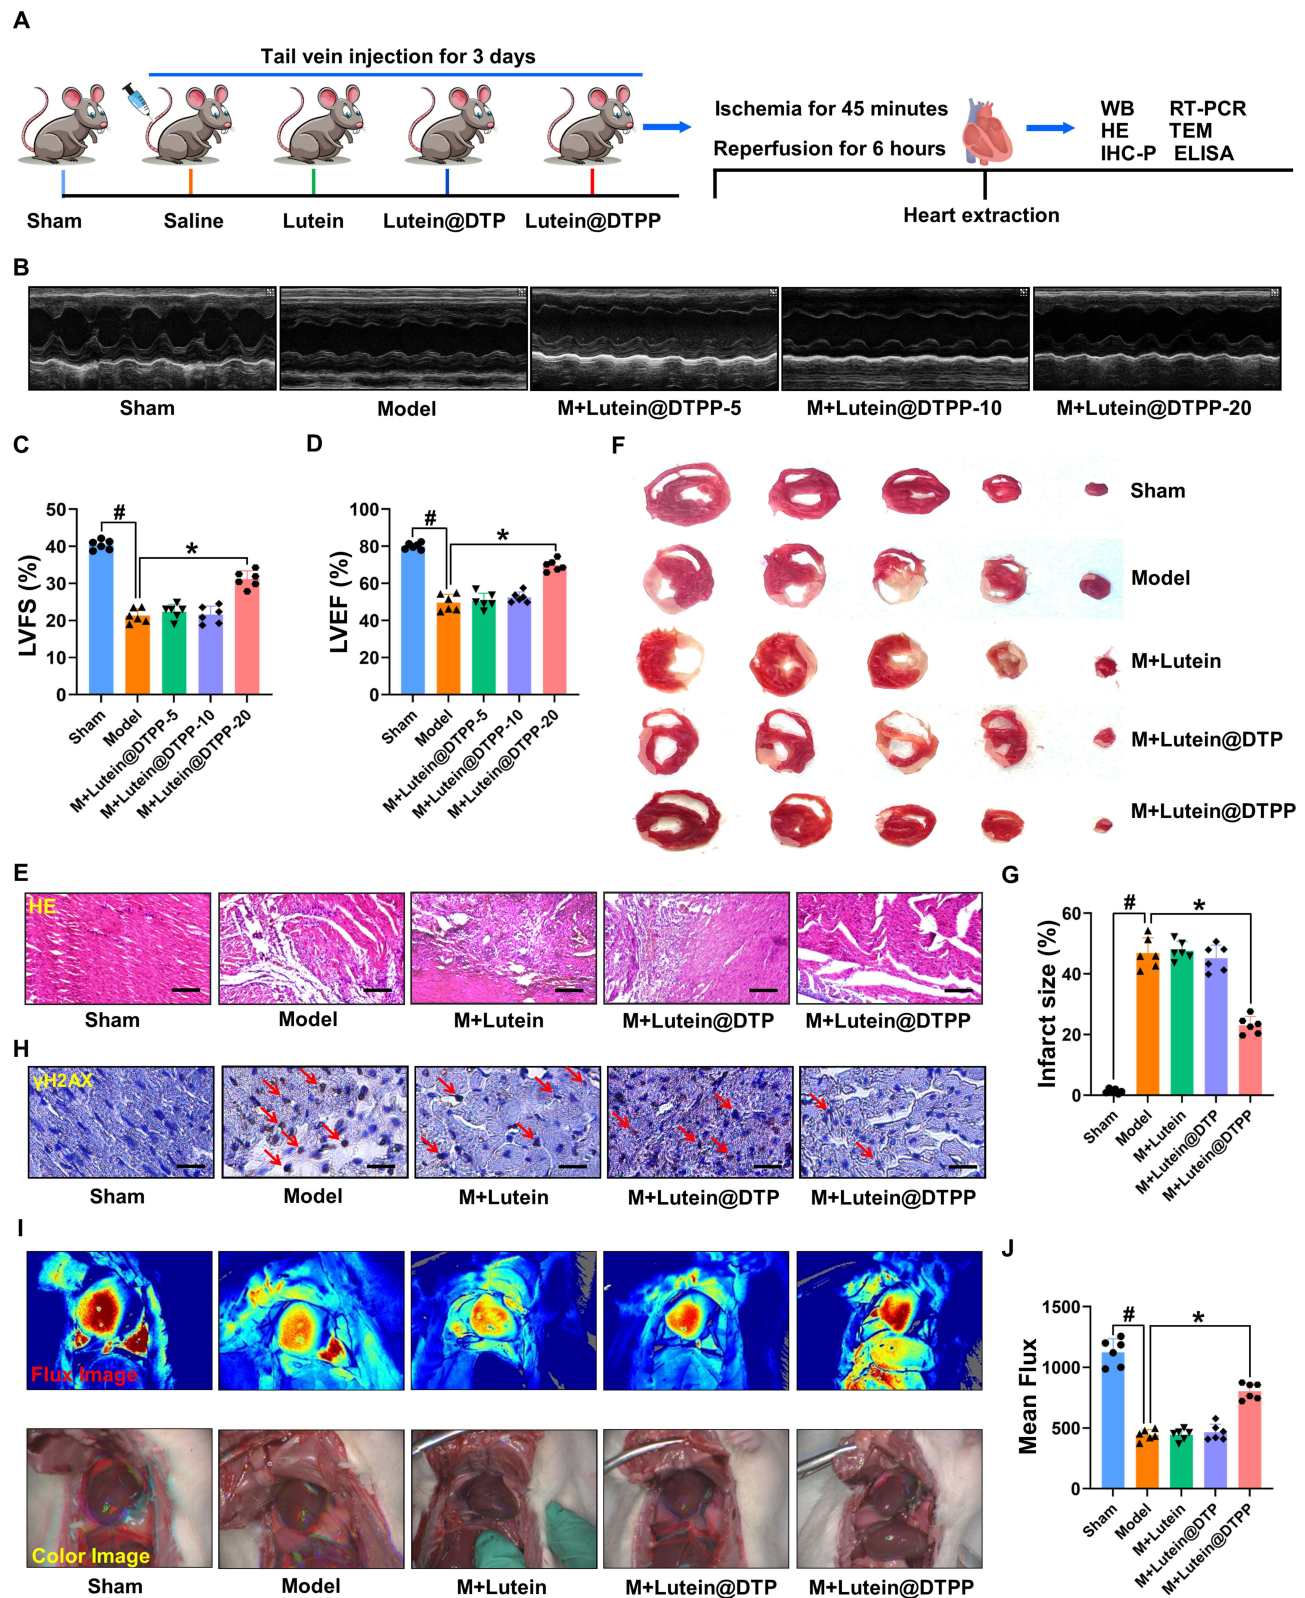 A
Tail vein injection for 3 days
Ischemia for 45 minutes
Reperfusion for 6 hours
WB RT-PCR
HE TEM
IHC-P ELISA
Sham Saline Lutein Lutein@DTP Lutein@DTPP
Heart extraction
B
Sham Model M+Lutein@DTPP-5 M+Lutein@DTPP-10 M+Lutein@DTPP-20
C
LVFS (%)
50
40
30
20
10
0
# *
Sham
Model
M+Lutein@DTPP-5
M+Lutein@DTPP-10
M+Lutein@DTPP-20
D
LVEF (%)
100
80
60
40
20
0
# *
Sham
Model
M+Lutein@DTPP-5
M+Lutein@DTPP-10
M+Lutein@DTPP-20
F
Sham
Model
M+Lutein
M+Lutein@DTP
M+Lutein@DTPP
E
HE
Sham Model M+Lutein M+Lutein@DTP M+Lutein@DTPP
G
Infarct size (%)
60
40
20
0
# *
Sham
Model
M+Lutein
M+Lutein@DTP
M+Lutein@DTPP
H
γH2AX
Sham Model M+Lutein M+Lutein@DTP M+Lutein@DTPP
I
Flux Image
Color Image
Sham Model M+Lutein M+Lutein@DTP M+Lutein@DTPP
J
Mean Flux
1500
1000
500
0
# *
Sham
Model
M+Lutein
M+Lutein@DTP
M+Lutein@DTPP